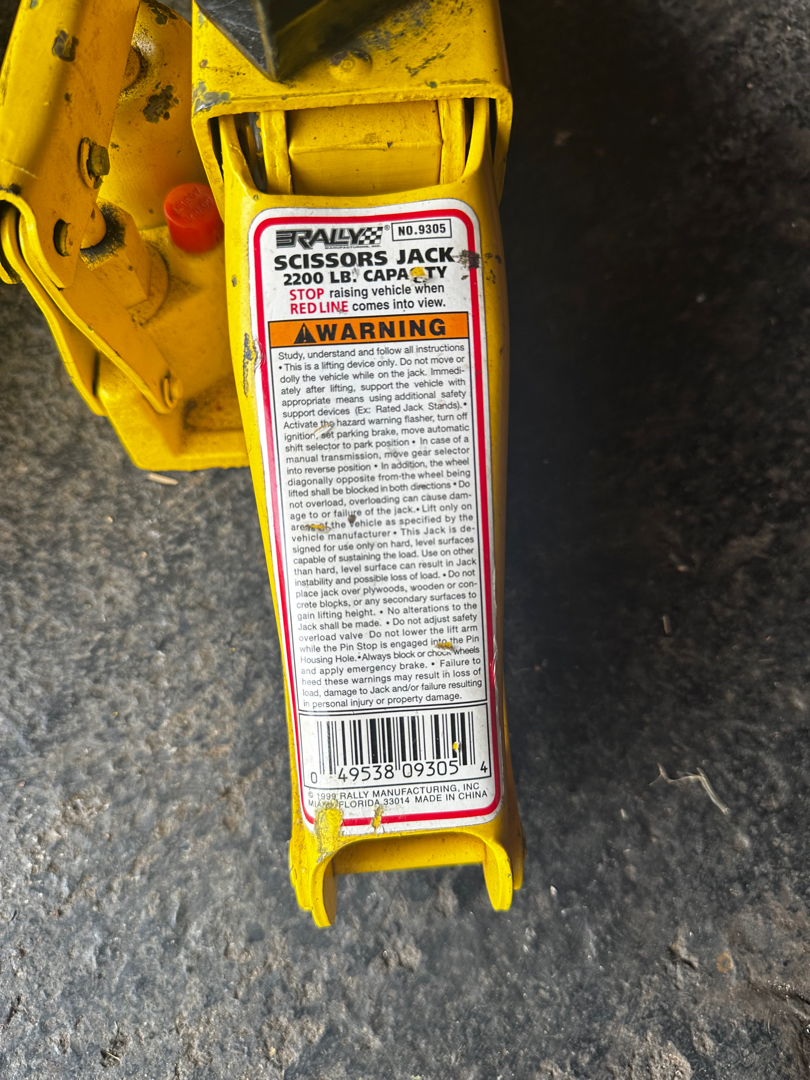 RALLY®
MANUFACTURING, INC.
NO.9305
SCISSORS JACK
2200 LB. CAPACITY
STOP raising vehicle when
RED LINE comes into view.
WARNING
Study, understand and follow all instructions
• This is a lifting device only. Do not move or
dolly the vehicle while on the jack. Immedi-
ately after lifting, support the vehicle with
appropriate means using additional safety
support devices (Ex: Rated Jack Stands).•
Activate the hazard warning flasher, turn off
ignition, set parking brake, move automatic
shift selector to park position • In case of a
manual transmission, move gear selector
into reverse position • In addition, the wheel
diagonally opposite from the wheel being
lifted shall be blocked in both directions • Do
not overload, overloading can cause dam-
age to or failure of the jack.• Lift only on
areas of the vehicle as specified by the
vehicle manufacturer • This Jack is de-
signed for use only on hard, level surfaces
capable of sustaining the load. Use on other
than hard, level surface can result in Jack
instability and possible loss of load. • Do not
place jack over plywoods, wooden or con-
crete blocks, or any secondary surfaces to
gain lifting height. • No alterations to the
Jack shall be made. • Do not adjust safety
overload valve Do not lower the lift arm
while the Pin Stop is engaged into the Pin
Housing Hole.•Always block or chock wheels
and apply emergency brake. • Failure to
heed these warnings may result in loss of
load, damage to Jack and/or failure resulting
in personal injury or property damage.
0 49538 09305 4
© 1999 RALLY MANUFACTURING, INC
MIAMI FLORIDA 33014 MADE IN CHINA